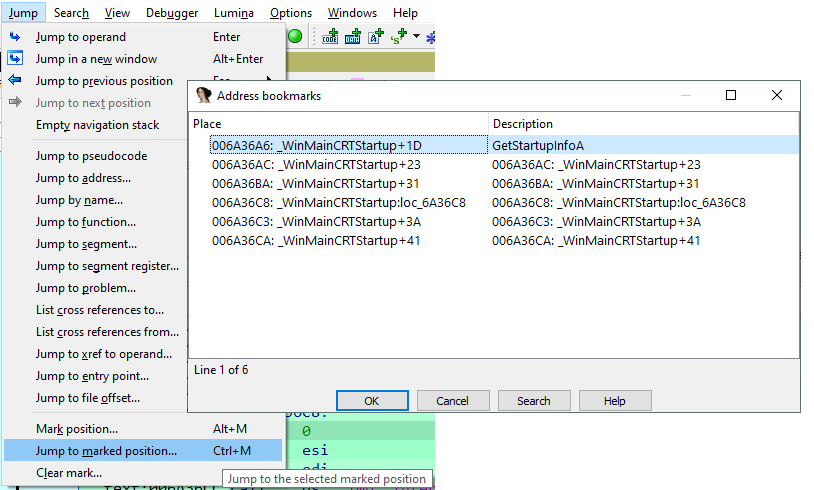 Jump Search View Debugger Lumina Options Windows Help
Jump to operand Enter
Jump in a new window Alt+Enter
Jump to previous position
Jump to next position
Empty navigation stack
Jump to pseudocode
Jump to address...
Jump by name...
Jump to function...
Jump to segment...
Jump to segment register...
Jump to problem...
List cross references to...
List cross references from...
Jump to xref to operand...
Jump to entry point...
Jump to file offset...
Mark position... Alt+M
Jump to marked position... Ctrl+M
Clear mark...
Jump to the selected marked position
Address bookmarks
Place Description
006A36A6: _WinMainCRTStartup+1D GetStartupInfoA
006A36AC: _WinMainCRTStartup+23 006A36AC: _WinMainCRTStartup+23
006A36BA: _WinMainCRTStartup+31 006A36BA: _WinMainCRTStartup+31
006A36C8: _WinMainCRTStartup:loc_6A36C8 006A36C8: _WinMainCRTStartup:loc_6A36C8
006A36C3: _WinMainCRTStartup+3A 006A36C3: _WinMainCRTStartup+3A
006A36CA: _WinMainCRTStartup+41 006A36CA: _WinMainCRTStartup+41
Line 1 of 6
OK Cancel Search Help
0
esi